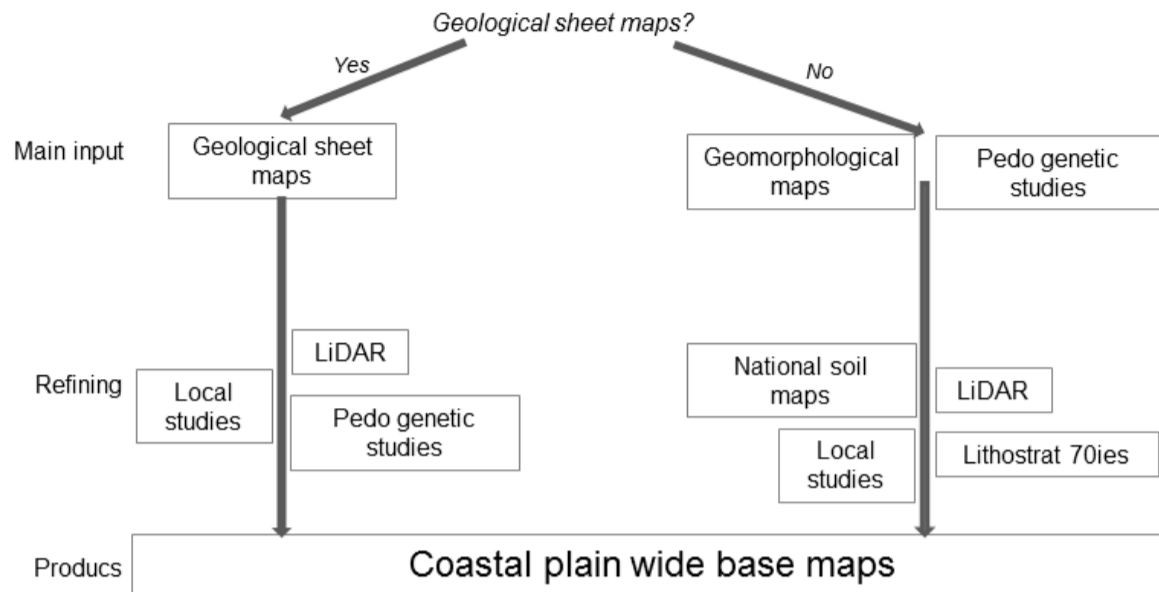 Geological sheet maps?
Yes
No
Main input
Geological sheet
maps
Geomorphological
maps
Pedo genetic
studies
Refining
LiDAR
Local
studies
Pedo genetic
studies
National soil
maps
LiDAR
Local
studies
Lithostrat 70ies
Producs
Coastal plain wide base maps